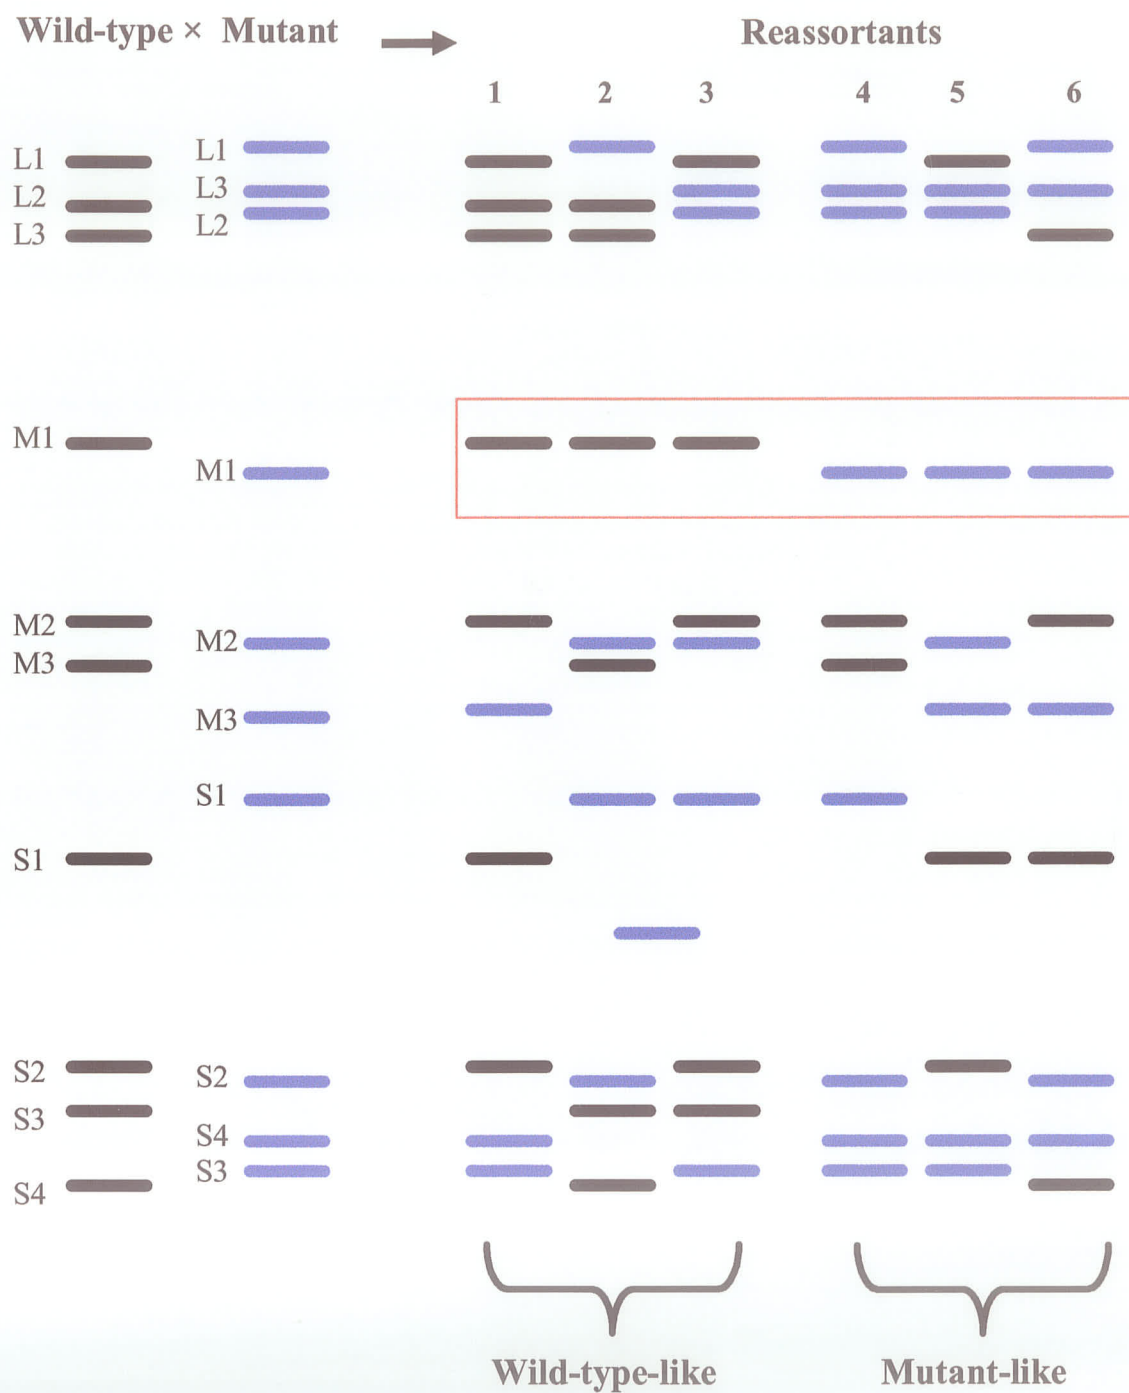 Wild-type × Mutant
Reassortants
1 2 3 4 5 6
L1 L1
L2 L3
L3 L2
M1
M1
M2 M2
M3
M3
S1
S1
S2 S2
S3 S4
S3
S4
Wild-type-like Mutant-like